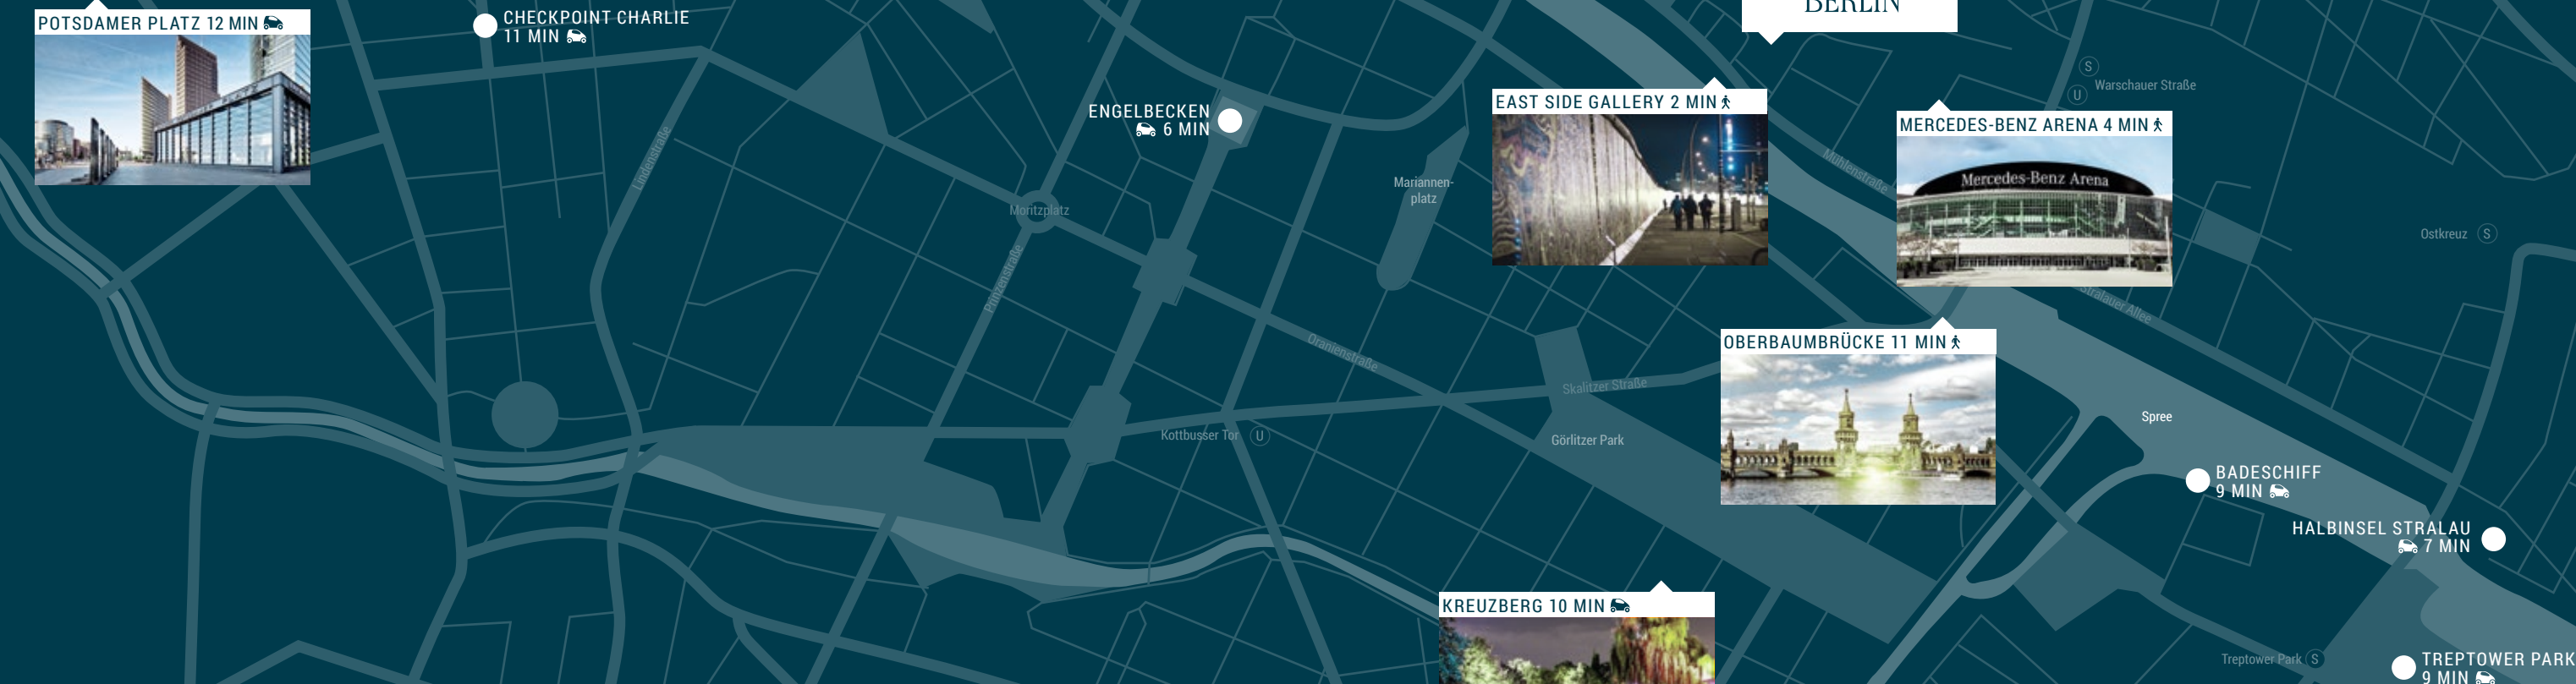 POTSDAMER PLATZ 12 MIN
CHECKPOINT CHARLIE
11 MIN
BERLIN
S
Warschauer Straße
U
ENGELBECKEN
6 MIN
EAST SIDE GALLERY 2 MIN
MERCEDES-BENZ ARENA 4 MIN
Mercedes-Benz Arena
Lindenstraße
Mühlenstraße
Mariannen-
platz
Moritzplatz
Ostkreuz S
Prinzenstraße
Stralauer Allee
Oranienstraße
OBERBAUMBRÜCKE 11 MIN
Skalitzer Straße
Spree
Kottbusser Tor U
Görlitzer Park
BADESCHIFF
9 MIN
HALBINSEL STRALAU
7 MIN
KREUZBERG 10 MIN
Treptower Park S
TREPTOWER PARK
9 MIN